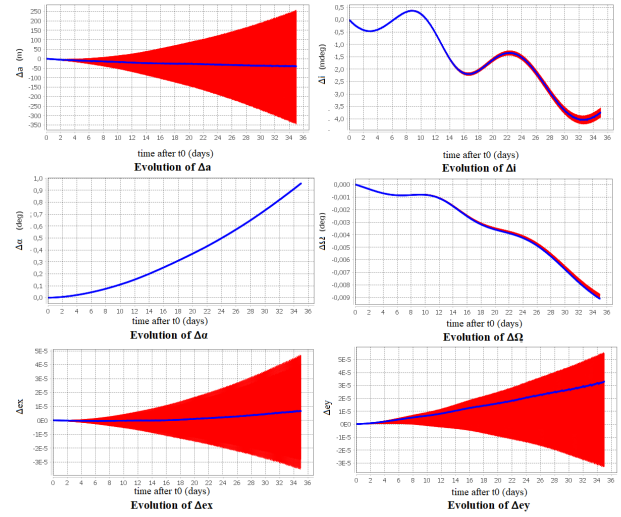 250
200
150
100
50
0
-50
-100
-150
-200
-250
-300
-350
Δa (m)
0 2 4 6 8 10 12 14 16 18 20 22 24 26 28 30 32 34 36
time after t0 (days)
Evolution of Δa
0,5
0,0
0,5
1,0
1,5
2,0
2,5
3,0
3,5
4,0
Δi (mdeg)
0 2 4 6 8 10 12 14 16 18 20 22 24 26 28 30 32 34 36
time after t0 (days)
Evolution of Δi
1,0
0,9
0,8
0,7
0,6
0,5
0,4
0,3
0,2
0,1
0,0
Δα (deg)
0 2 4 6 8 10 12 14 16 18 20 22 24 26 28 30 32 34 36
time after t0 (days)
Evolution of Δα
0,000
-0,001
-0,002
-0,003
-0,004
-0,005
-0,006
-0,007
-0,008
-0,009
ΔΩ (deg)
0 2 4 6 8 10 12 14 16 18 20 22 24 26 28 30 32 34 36
time after t0 (days)
Evolution of ΔΩ
5E-5
3E-5
1E-5
0E0
-1E-5
-3E-5
Δex
0 2 4 6 8 10 12 14 16 18 20 22 24 26 28 30 32 34 36
time after t0 (days)
Evolution of Δex
5E-5
3E-5
1E-5
0E0
-1E-5
-3E-5
Δey
0 2 4 6 8 10 12 14 16 18 20 22 24 26 28 30 32 34 36
time after t0 (days)
Evolution of Δey